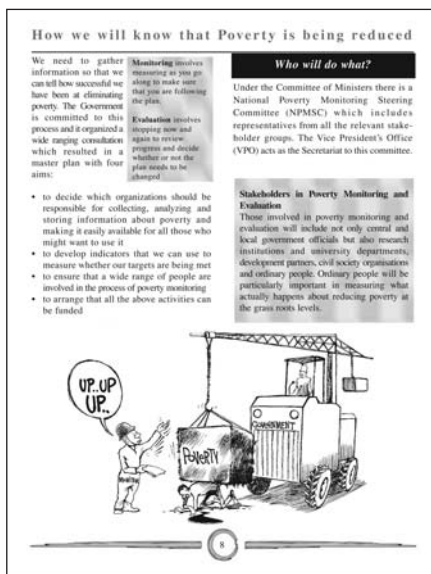 How we will know that Poverty is being reduced
We need to gather
information so that we
can tell how successful we
have been at eliminating
poverty. The Government
is committed to this
process and it organized a
wide ranging consultation
which resulted in a
master plan with four
aims:
Monitoring involves
measuring as you go
along to make sure
that you are following
the plan.
Evaluation involves
stopping now and
again to review
progress and decide
whether or not the
plan needs to be
changed
• to decide which organizations should be
responsible for collecting, analyzing and
storing information about poverty and
making it easily available for all those who
might want to use it
• to develop indicators that we can use to
measure whether our targets are being met
• to ensure that a wide range of people are
involved in the process of poverty monitoring
• to arrange that all the above activities can
be funded
Who will do what?
Under the Committee of Ministers there is a
National Poverty Monitoring Steering
Committee (NPMSC) which includes
representatives from all the relevant stake-
holder groups. The Vice President's Office
(VPO) acts as the Secretariat to this committee.
Stakeholders in Poverty Monitoring and
Evaluation
Those involved in poverty monitoring and
evaluation will include not only central and
local government officials but also research
institutions and university departments,
development partners, civil society organisations
and ordinary people. Ordinary people will be
particularly important in measuring what
actually happens about reducing poverty at
the grass roots levels.
UP..UP
UP..
GOVERNMENT
POVERTY
8